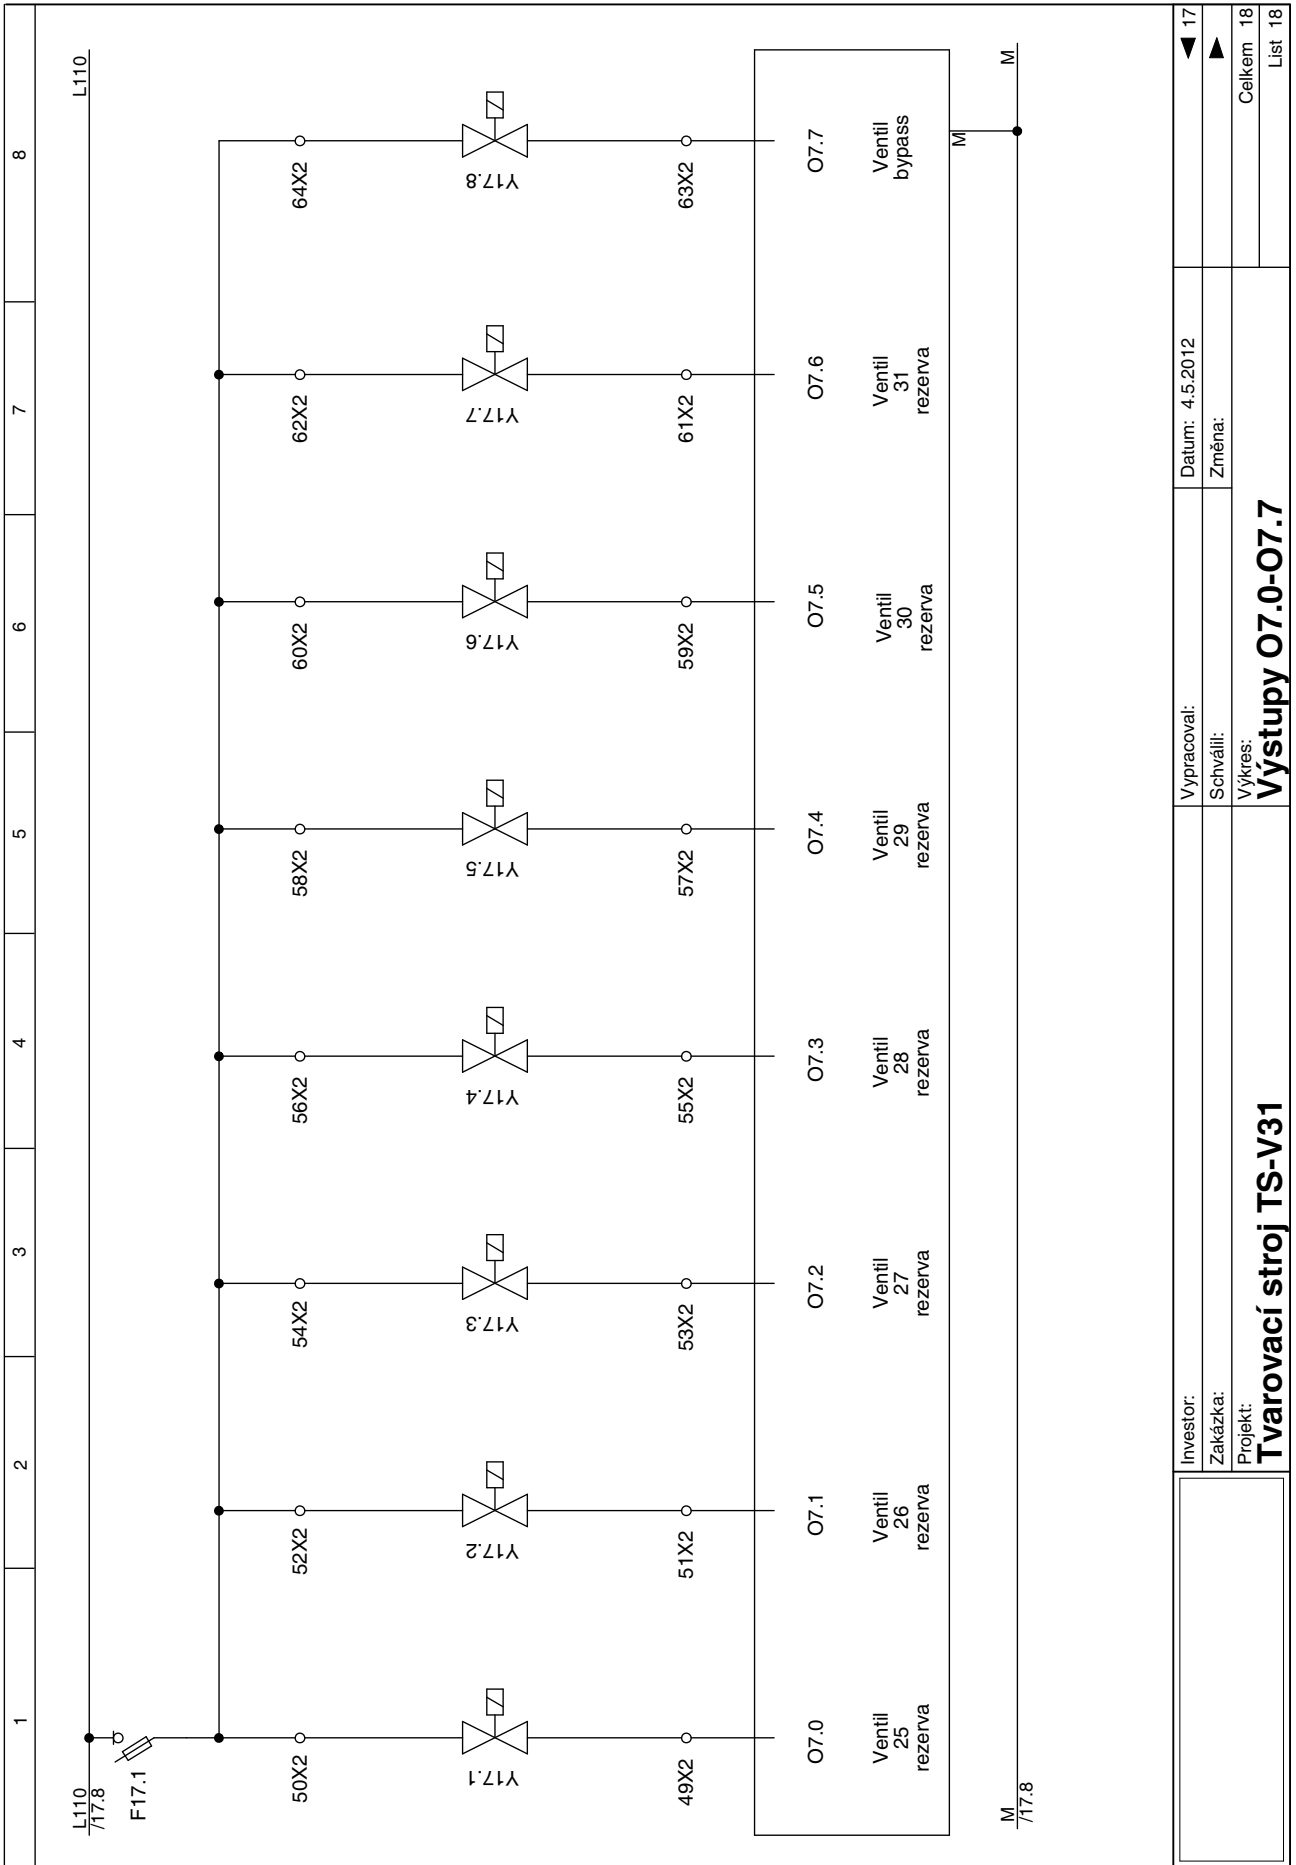 1 2 3 4 5 6 7 8
L110
/17.8
L110
F17.1
50X2 52X2 54X2 56X2 58X2 60X2 62X2 64X2
Y17.1 Y17.2 Y17.3 Y17.4 Y17.5 Y17.6 Y17.7 Y17.8
49X2 51X2 53X2 55X2 57X2 59X2 61X2 63X2
O7.0 O7.1 O7.2 O7.3 O7.4 O7.5 O7.6 O7.7
Ventil
25
rezerva
Ventil
26
rezerva
Ventil
27
rezerva
Ventil
28
rezerva
Ventil
29
rezerva
Ventil
30
rezerva
Ventil
31
rezerva
Ventil
bypass
M
M
/17.8
M
Investor:
Zakázka:
Projekt:
Tvarovací stroj TS-V31
Vypracoval:
Schválil:
Výkres:
Výstupy O7.0-O7.7
Datum: 4.5.2012
Změna:
17
Celkem 18
List 18